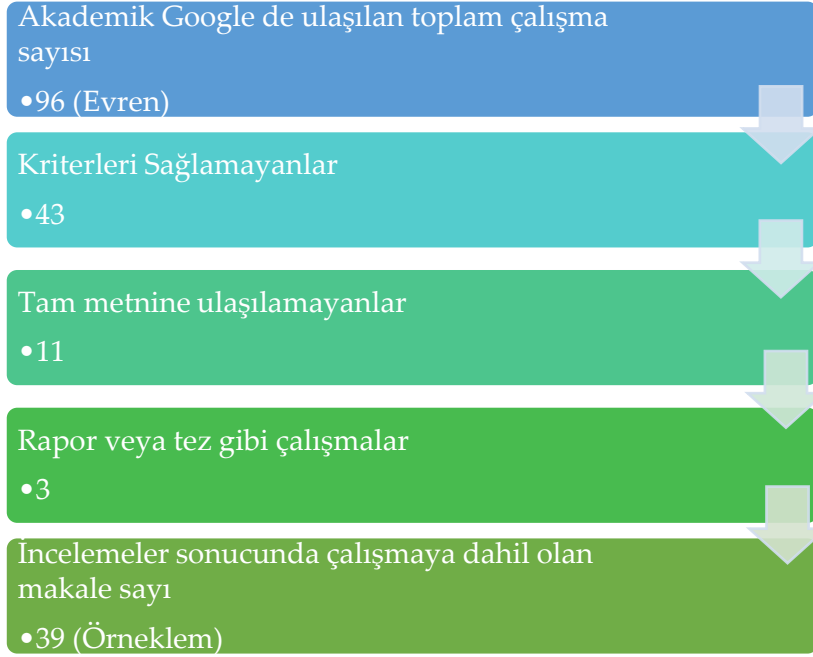 Akademik Google de ulaşılan toplam çalışma
sayısı
•96 (Evren)
Kriterleri Sağlamayanlar
•43
Tam metnine ulaşılamayanlar
•11
Rapor veya tez gibi çalışmalar
•3
İncelemeler sonucunda çalışmaya dahil olan
makale sayı
•39 (Örneklem)